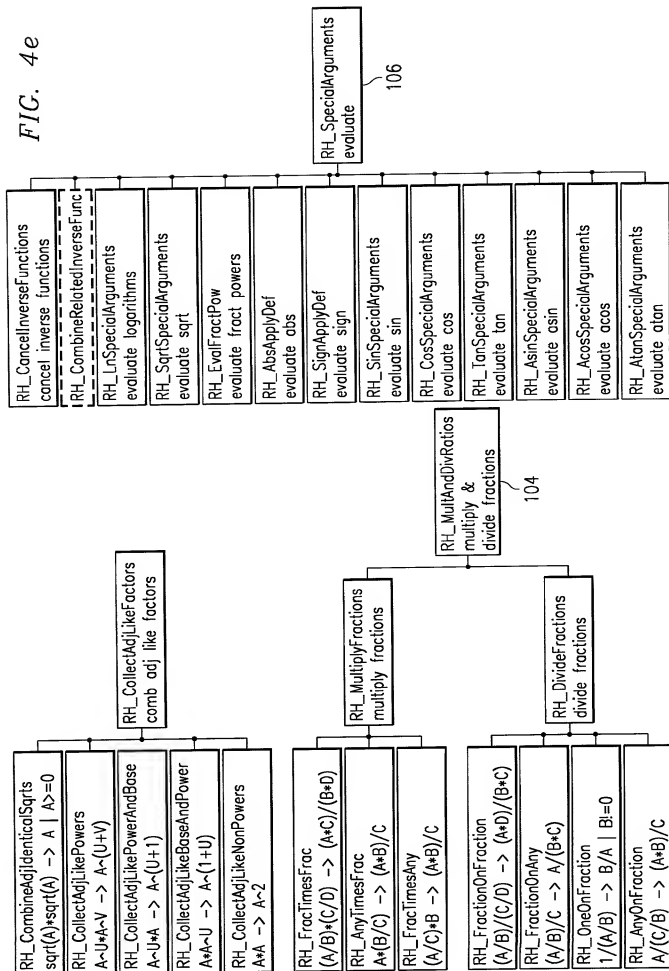 FIG. 4e
RH_CombineAdjIdenticalSqrts
sqrt(A)*sqrt(A) -> A | A>=0
RH_CollectAdjLikePowers
A^U*A^V -> A^(U+V)
RH_CollectAdjLikePowerAndBase
A^U*A -> A^(U+1)
RH_CollectAdjLikeBaseAndPower
A*A^U -> A^(1+U)
RH_CollectAdjLikeNonPowers
A*A -> A^2
RH_CollectAdjLikeFactors
comb adj like factors
RH_FracTimesFrac
(A/B)*(C/D) -> (A*C)/(B*D)
RH_AnyTimesFrac
A*(B/C) -> (A*B)/C
RH_FracTimesAny
(A/C)*B -> (A*B)/C
RH_MultiplyFractions
multiply fractions
RH_FractionOnFraction
(A/B)/(C/D) -> (A*D)/(B*C)
RH_FractionOnAny
(A/B)/C -> A/(B*C)
RH_OneOnFraction
1/(A/B) -> B/A | B!=0
RH_AnyOnFraction
A/(C/B) -> (A*B)/C
RH_DivideFractions
divide fractions
RH_MultAndDivRatios
multiply &
divide fractions
104
RH_CancelInverseFunctions
cancel inverse functions
RH_CombineRelatedInverseFunc
RH_LnSpecialArguments
evaluate logorithms
RH_SqrtSpecialArguments
evaluate sqrt
RH_EvalFractPow
evaluate fract powers
RH_AbsApplyDef
evaluate abs
RH_SignApplyDef
evaluate sign
RH_SinSpecialArguments
evaluate sin
RH_CosSpecialArguments
evaluate cos
RH_TanSpecialArguments
evaluate tan
RH_AsinSpecialArguments
evaluate asin
RH_AcosSpecialArguments
evaluate acos
RH_AtanSpecialArguments
evaluate atan
RH_SpecialArguments
evaluate
106